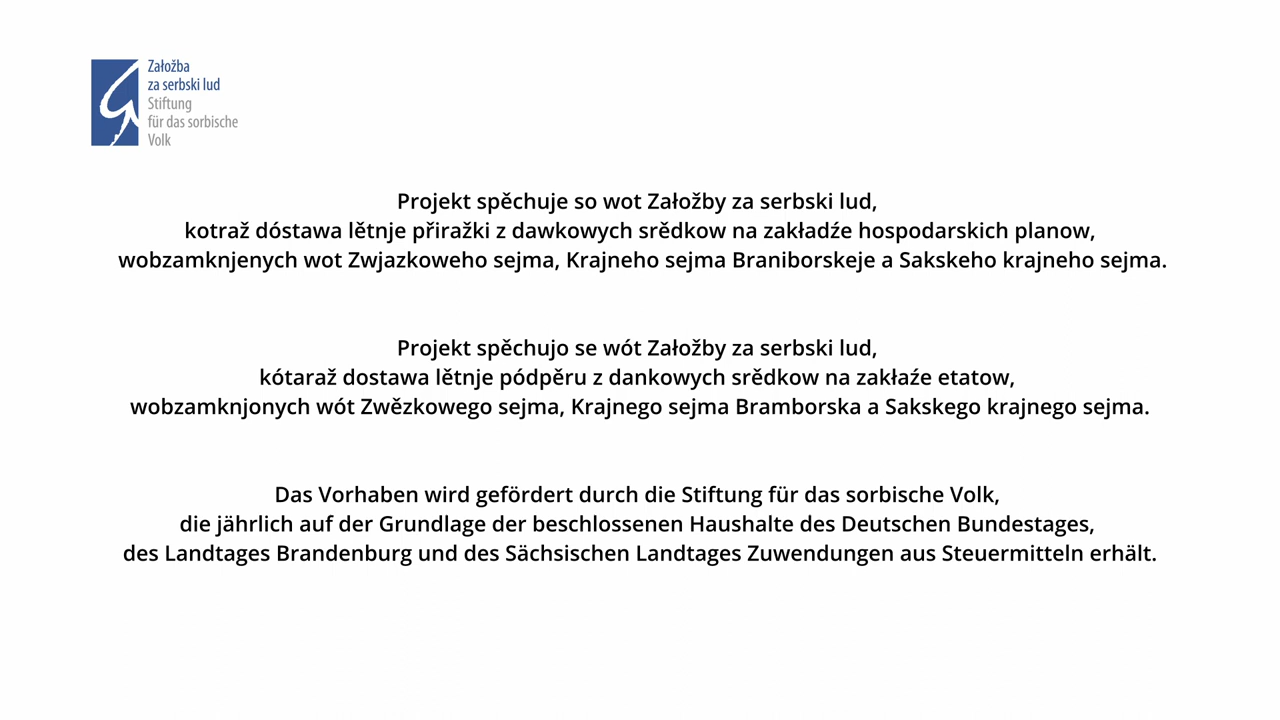 Załožba
za serbski lud
Stiftung
für das sorbische
Volk
Projekt spěchuje so wot Załožby za serbski lud,
kotraž dóstawa lětnje přiražki z dawkowych srědkow na zakładźe hospodarskich planow,
wobzamknjenych wot Zwjazkoweho sejma, Krajneho sejma Braniborskeje a Sakskeho krajneho sejma.
Projekt spěchujo se wót Załožby za serbski lud,
kótaraž dostawa lětnje pódpěru z dankowych srědkow na zakłaźe etatow,
wobzamknjonych wót Zwězkowego sejma, Krajnego sejma Bramborska a Sakskego krajnego sejma.
Das Vorhaben wird gefördert durch die Stiftung für das sorbische Volk,
die jährlich auf der Grundlage der beschlossenen Haushalte des Deutschen Bundestages,
des Landtages Brandenburg und des Sächsischen Landtages Zuwendungen aus Steuermitteln erhält.